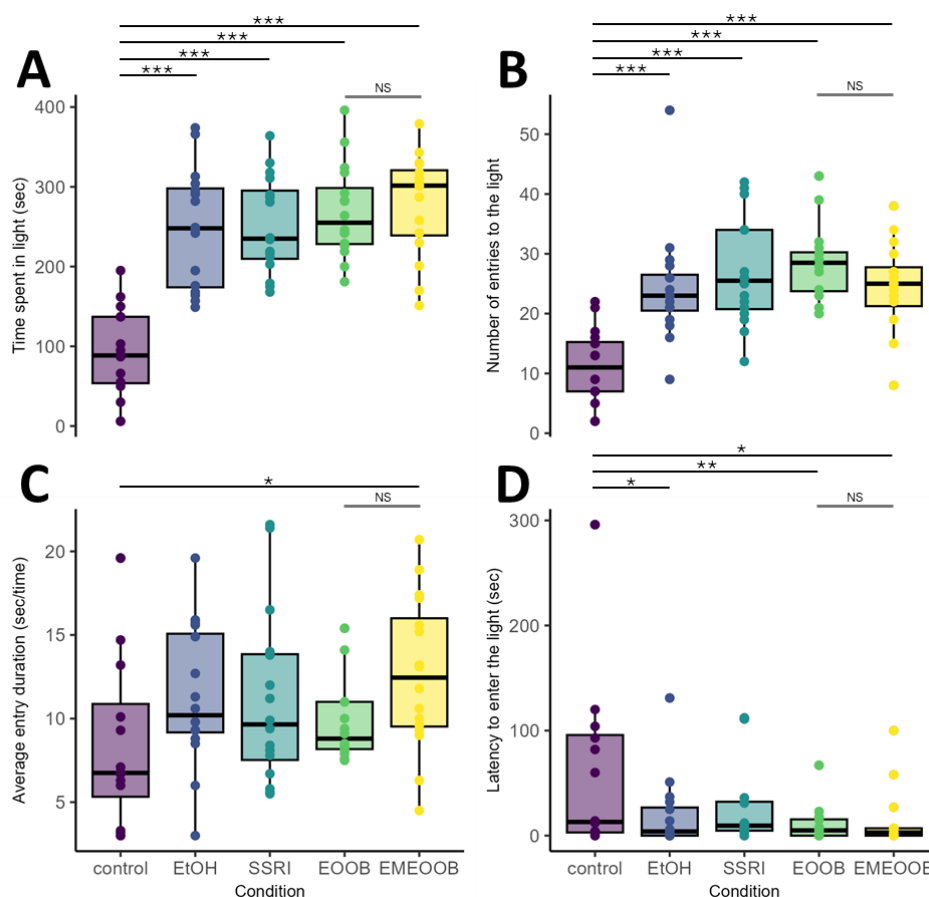 ***
***
***
***
NS
A
Time spent in light (sec)
400
300
200
100
0
***
***
***
***
NS
B
Number of entries to the light
50
40
30
20
10
0
*
NS
C
Average entry duration (sec/time)
20
15
10
5
control EtOH SSRI EOOB EMEOOB
Condition
*
**
*
NS
D
Latency to enter the light (sec)
300
200
100
0
control EtOH SSRI EOOB EMEOOB
Condition